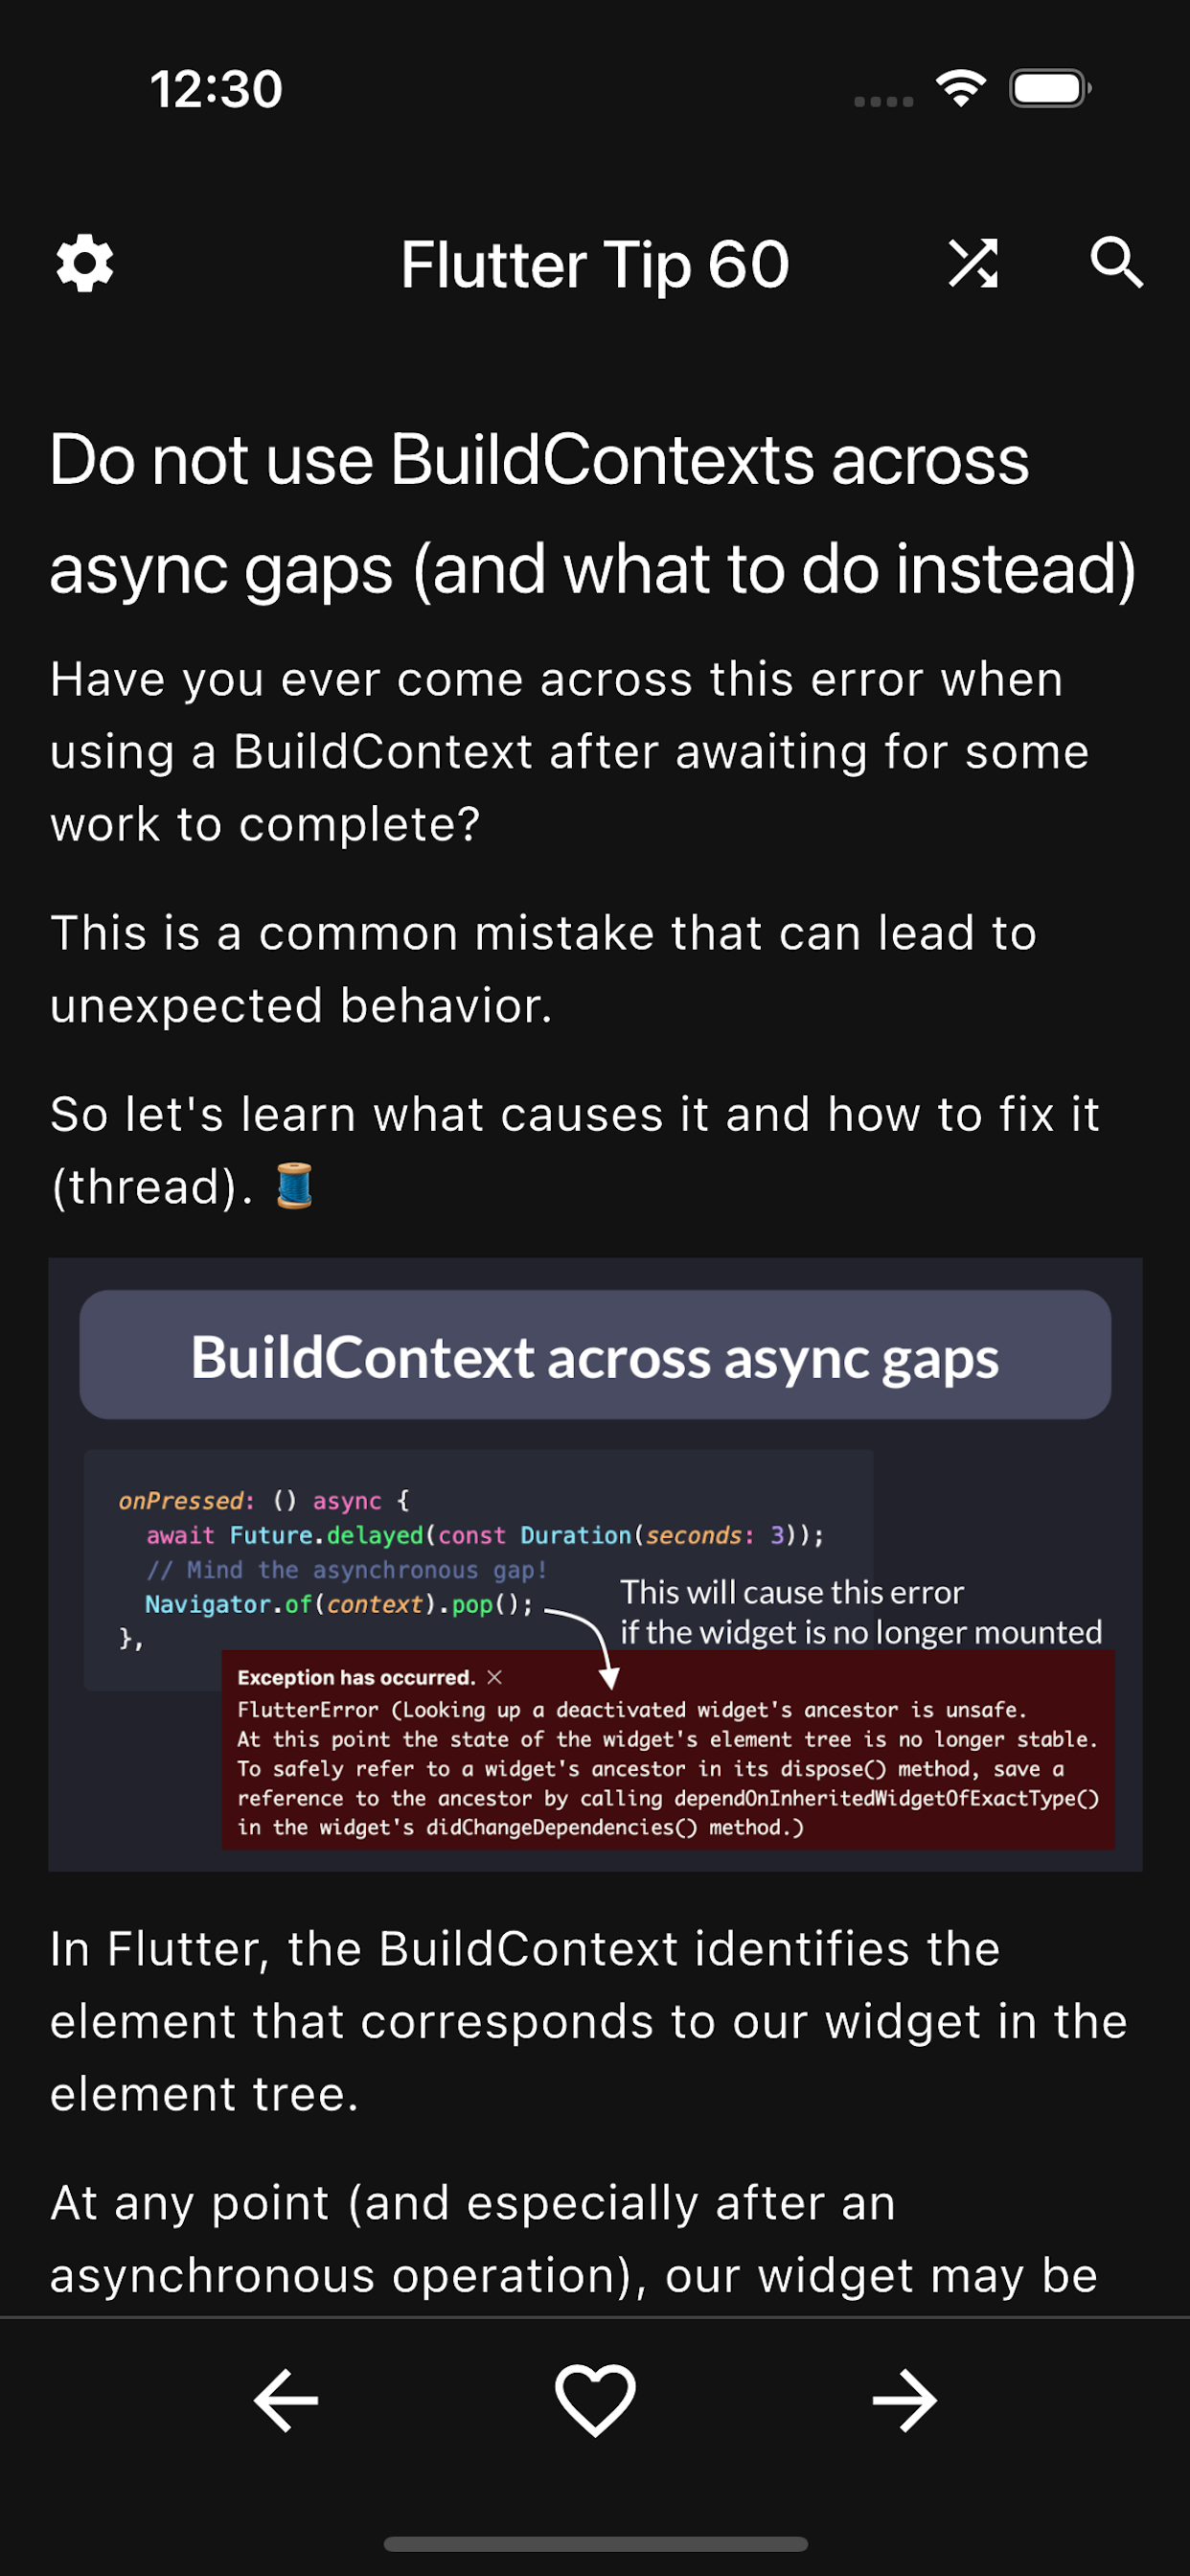 12:30
Flutter Tip 60
Do not use BuildContexts across
async gaps (and what to do instead)
Have you ever come across this error when
using a BuildContext after awaiting for some
work to complete?
This is a common mistake that can lead to
unexpected behavior.
So let's learn what causes it and how to fix it
(thread). 🧵
BuildContext across async gaps
onPressed: () async {
await Future.delayed(const Duration(seconds: 3));
// Mind the asynchronous gap!
Navigator.of(context).pop();
},
This will cause this error
if the widget is no longer mounted
Exception has occurred. ×
FlutterError (Looking up a deactivated widget's ancestor is unsafe.
At this point the state of the widget's element tree is no longer stable.
To safely refer to a widget's ancestor in its dispose() method, save a
reference to the ancestor by calling dependOnInheritedWidgetOfExactType()
in the widget's didChangeDependencies() method.)
In Flutter, the BuildContext identifies the
element that corresponds to our widget in the
element tree.
At any point (and especially after an
asynchronous operation), our widget may be